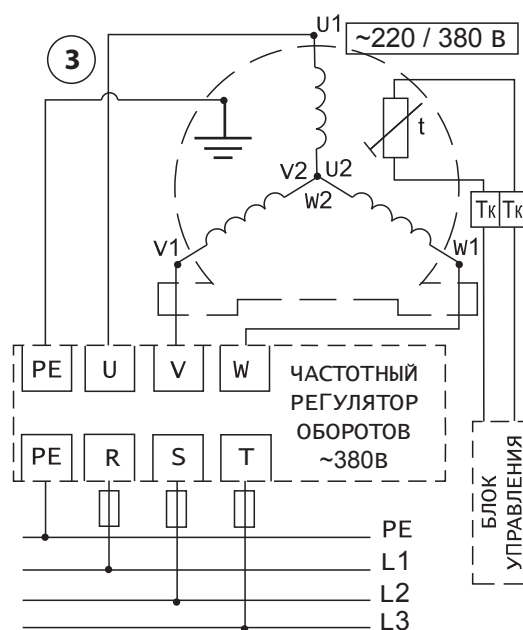 U1
~220 / 380 В
3
t
V2 U2
W2
V1
W1
Тк Тк
PE U V W
ЧАСТОТНЫЙ
РЕГУЛЯТОР
ОБОРОТОВ
~380В
PE R S T
БЛОК
УПРАВЛЕНИЯ
PE
L1
L2
L3